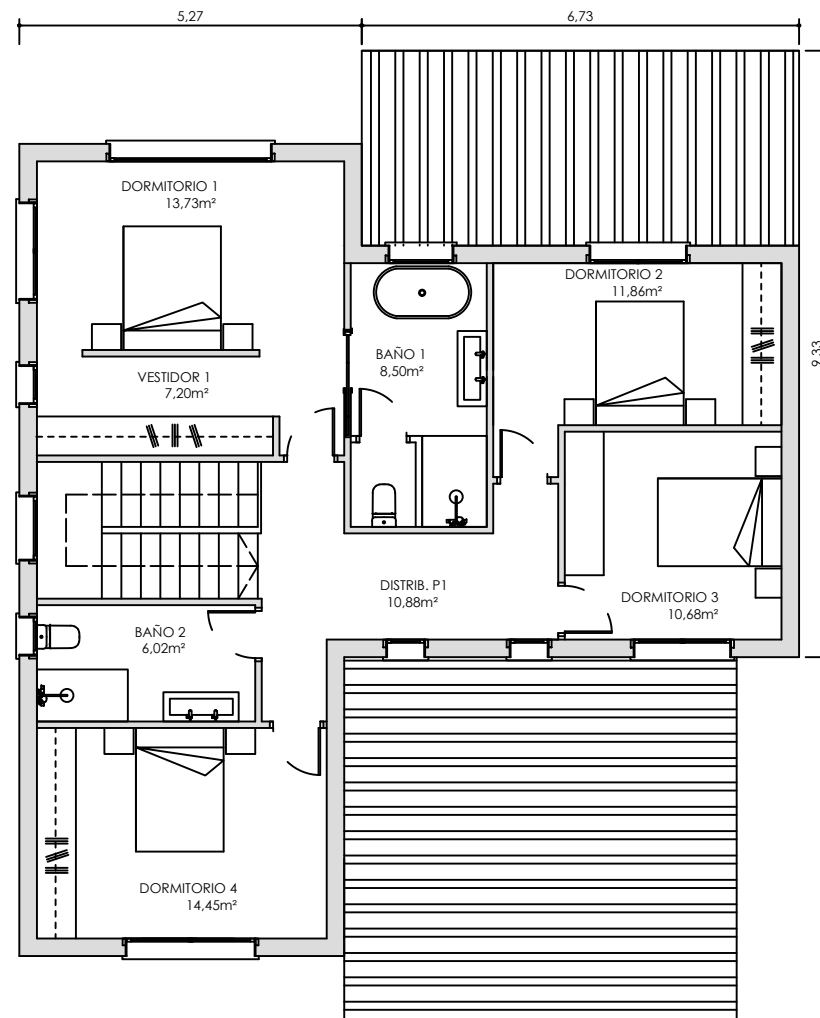 5,27
6,73
DORMITORIO 1
13,73m²
DORMITORIO 2
11,86m²
9,33
BAÑO 1
8,50m²
VESTIDOR 1
7,20m²
DISTRIB. P1
10,88m²
DORMITORIO 3
10,68m²
BAÑO 2
6,02m²
DORMITORIO 4
14,45m²